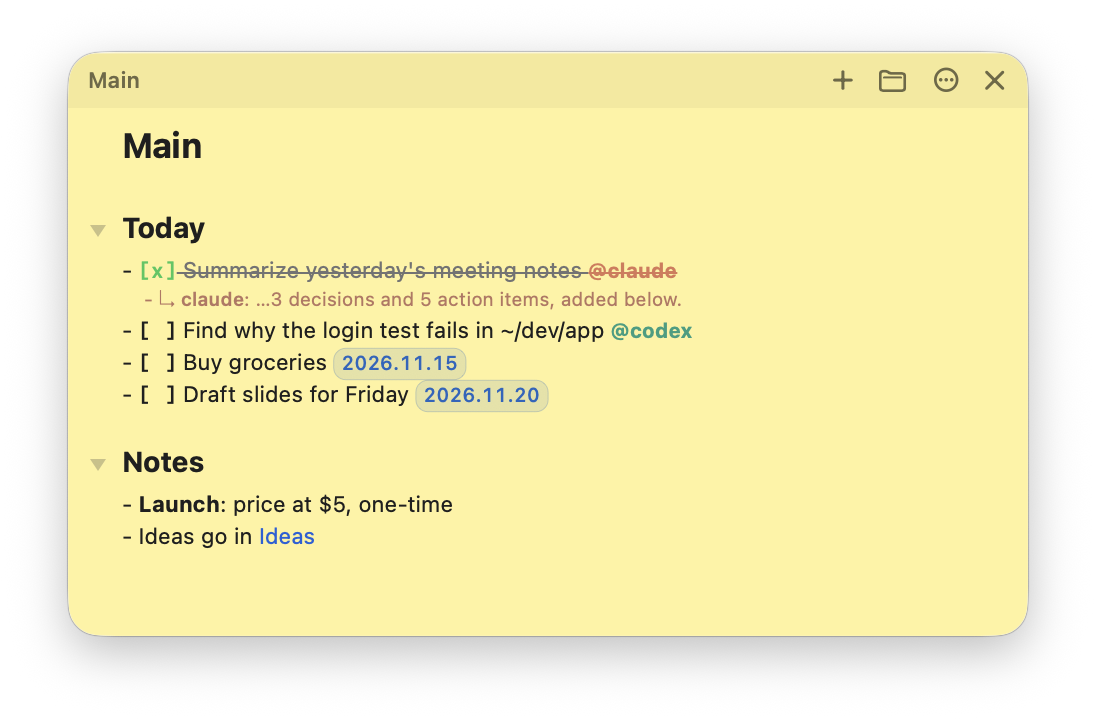 Main
Main
Today
- [x] Summarize yesterday's meeting notes @claude
- claude: ...3 decisions and 5 action items, added below.
- [ ] Find why the login test fails in ~/dev/app @codex
- [ ] Buy groceries 2026.11.15
- [ ] Draft slides for Friday 2026.11.20
Notes
- Launch: price at $5, one-time
- Ideas go in Ideas